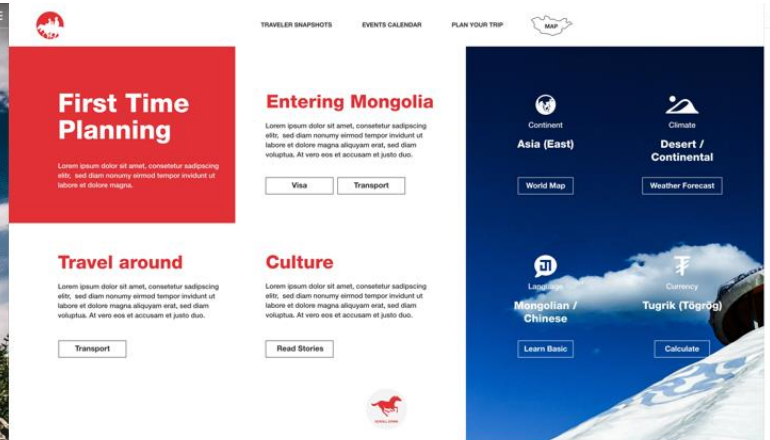 TRAVELER SNAPSHOTS
EVENTS CALENDAR
PLAN YOUR TRIP
MAP
First Time
Planning
Lorem ipsum dolor sit amet, consetetur sadipscing
elitr, sed diam nonumy eirmod tempor invidunt ut
labore et dolore magna.
Entering Mongolia
Lorem ipsum dolor sit amet, consetetur sadipscing
elitr, sed diam nonumy eirmod tempor invidunt ut
labore et dolore magna aliquyam erat, sed diam
voluptua. At vero eos et accusam et justo duo.
Visa
Transport
Travel around
Lorem ipsum dolor sit amet, consetetur sadipscing
elitr, sed diam nonumy eirmod tempor invidunt ut
labore et dolore magna aliquyam erat, sed diam
voluptua. At vero eos et accusam et justo duo.
Transport
Culture
Lorem ipsum dolor sit amet, consetetur sadipscing
elitr, sed diam nonumy eirmod tempor invidunt ut
labore et dolore magna aliquyam erat, sed diam
voluptua. At vero eos et accusam et justo duo.
Read Stories
SCROLL DOWN
Continent
Asia (East)
World Map
Climate
Desert /
Continental
Weather Forecast
Language
Mongolian /
Chinese
Learn Basic
Currency
Tugrik (Tögrög)
Calculate